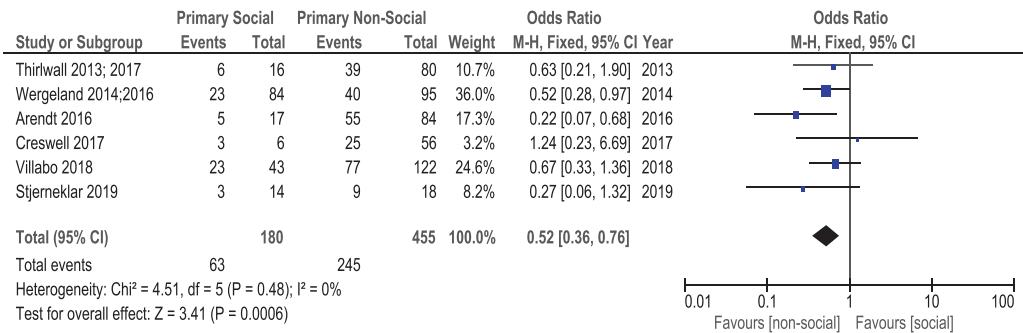 Primary Social Primary Non-Social Odds Ratio Odds Ratio
Study or Subgroup Events Total Events Total Weight M-H, Fixed, 95% CI Year M-H, Fixed, 95% CI
Thirlwall 2013; 2017 6 16 39 80 10.7% 0.63 [0.21, 1.90] 2013
Wergeland 2014;2016 23 84 40 95 36.0% 0.52 [0.28, 0.97] 2014
Arendt 2016 5 17 55 84 17.3% 0.22 [0.07, 0.68] 2016
Creswell 2017 3 6 25 56 3.2% 1.24 [0.23, 6.69] 2017
Villabo 2018 23 43 77 122 24.6% 0.67 [0.33, 1.36] 2018
Stjerneklar 2019 3 14 9 18 8.2% 0.27 [0.06, 1.32] 2019
Total (95% CI) 180 455 100.0% 0.52 [0.36, 0.76]
Total events 63 245
Heterogeneity: Chi² = 4.51, df = 5 (P = 0.48); I² = 0%
Test for overall effect: Z = 3.41 (P = 0.0006)
0.01 0.1 1 10 100
Favours [non-social] Favours [social]